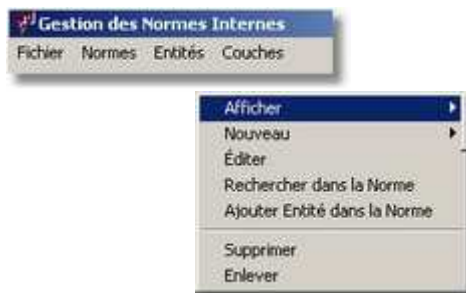 Gestion des Normes Internes
Fichier Normes Entités Couches
Afficher
Nouveau
Éditer
Rechercher dans la Norme
Ajouter Entité dans la Norme
Supprimer
Enlever